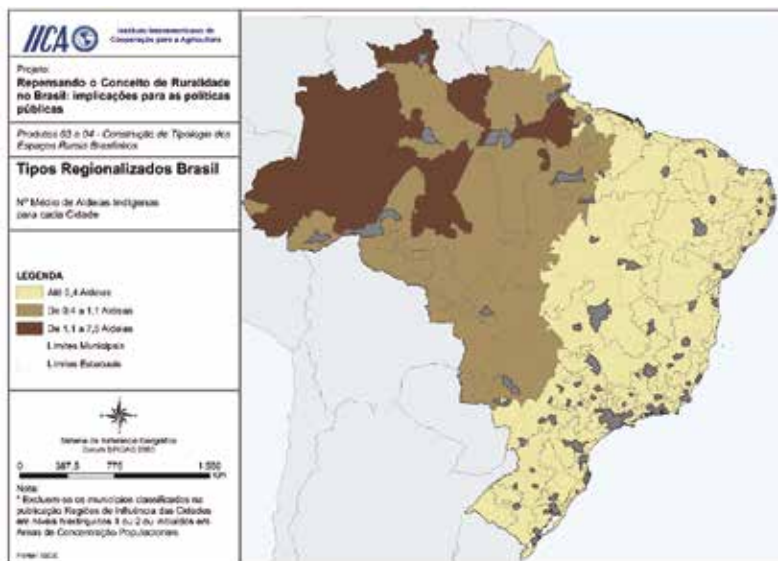 IICA
Instituto Interamericano de
Cooperação para a Agricultura
Projeto:
Repensando o Conceito de Ruralidade
no Brasil: implicações para as políticas
públicas
Produtos 03 e 04 - Construção de Tipologia dos
Espaços Rurais Brasileiros
Tipos Regionalizados Brasil
Nº Médio de Aldeias Indígenas
para cada Cidade
LEGENDA
Até 0,4 Aldeias
De 0,4 a 1,1 Aldeias
De 1,1 a 7,5 Aldeias
Limites Municipais
Limites Estaduais
Sistema de Referência Geográfico
Datum SIRGAS 2000
0 387,5 775 1.550
Km
Nota:
* Excluem-se os municípios classificados na
publicação Regiões de Influência das Cidades
em níveis hierárquicos 1 ou 2 ou incluídos em
Áreas de Concentração Populacionais
Fonte: IBGE